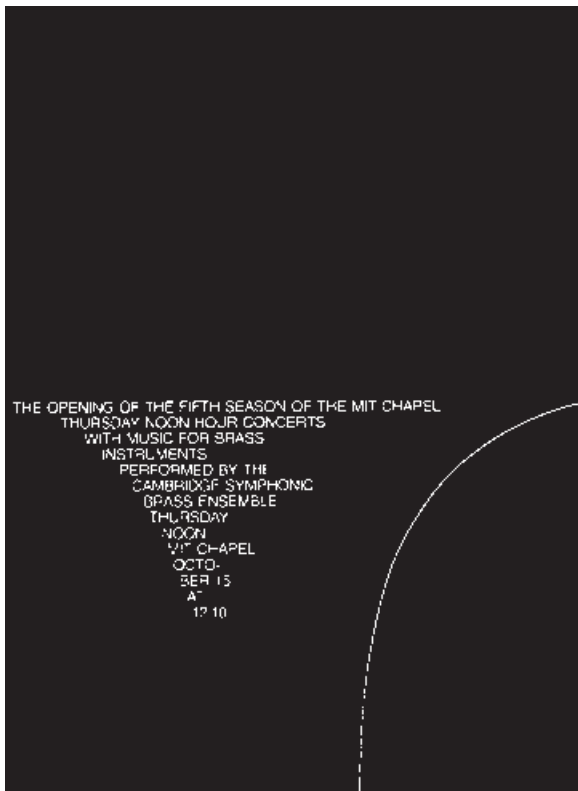 THE OPENING OF THE FIFTH SEASON OF THE MIT CHAPEL
THURSDAY NOON HOUR CONCERTS
WITH MUSIC FOR BRASS
INSTRUMENTS
PERFORMED BY THE
CAMBRIDGE SYMPHONIC
BRASS ENSEMBLE
THURSDAY
NOON
MIT CHAPEL
OCTO-
BER 15
AT
12:10